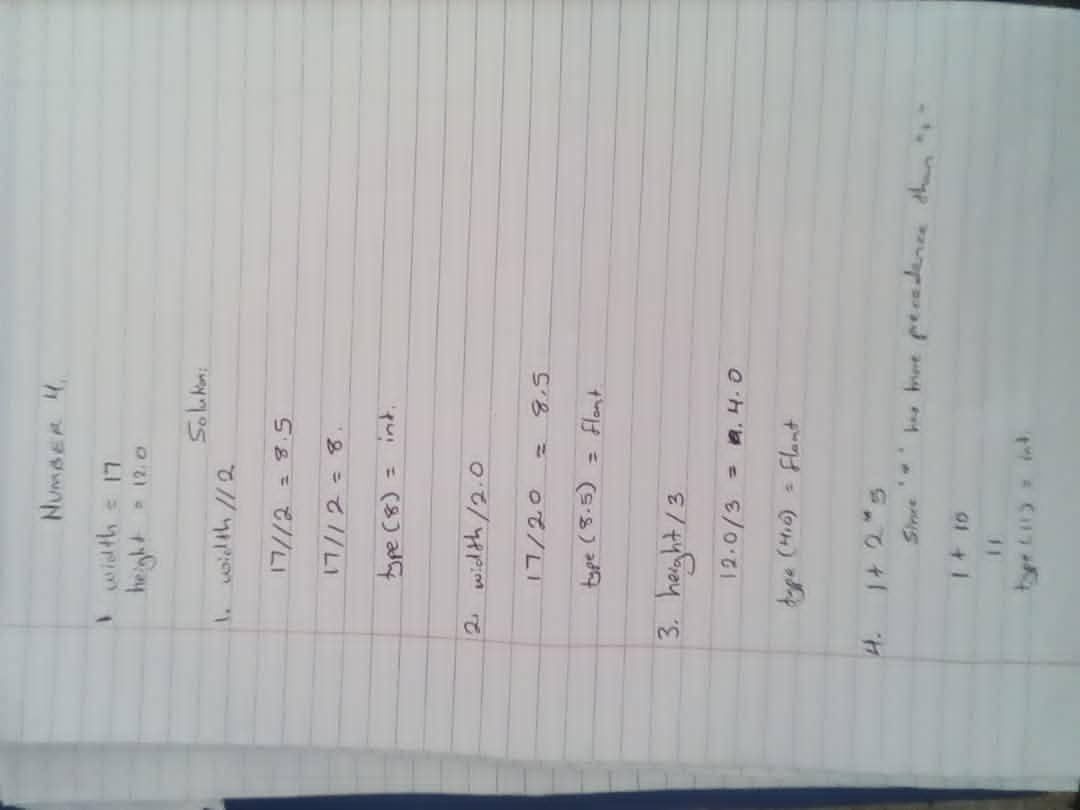 NUMBER 4.
1 width = 17
height = 12.0
Solution:
1. width//2
17//2 = 8.5
17//2 = 8.
type (8) = int.
2. width/2.0
17/2.0 = 8.5
type (8.5) = float
3. height/3
12.0/3 = 4.0
type (4.0) = float
4. 1 + 2 * 5
Since '*' has more precedence than "+"
1 + 10
11
type (11) = int.